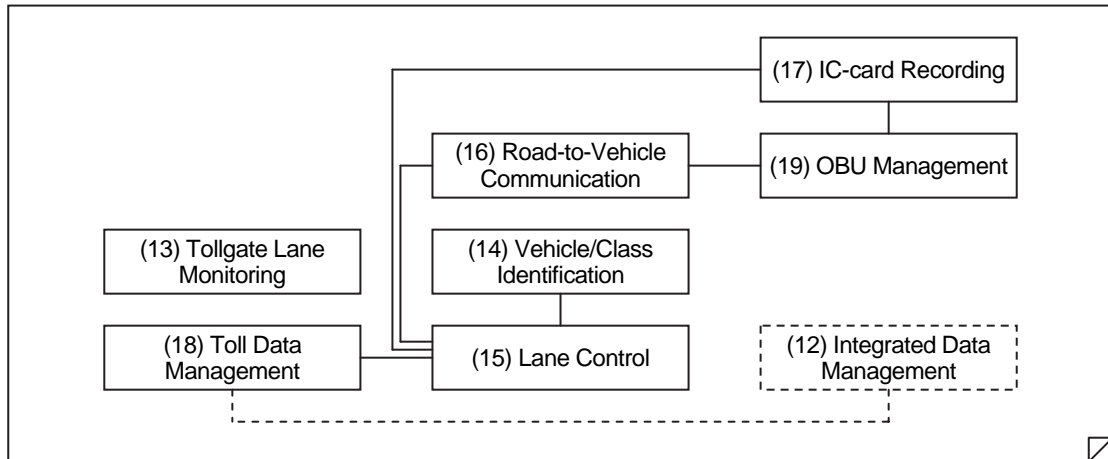 (17) IC-card Recording
(16) Road-to-Vehicle
Communication
(19) OBU Management
(13) Tollgate Lane
Monitoring
(14) Vehicle/Class
Identification
(18) Toll Data
Management
(15) Lane Control
(12) Integrated Data
Management